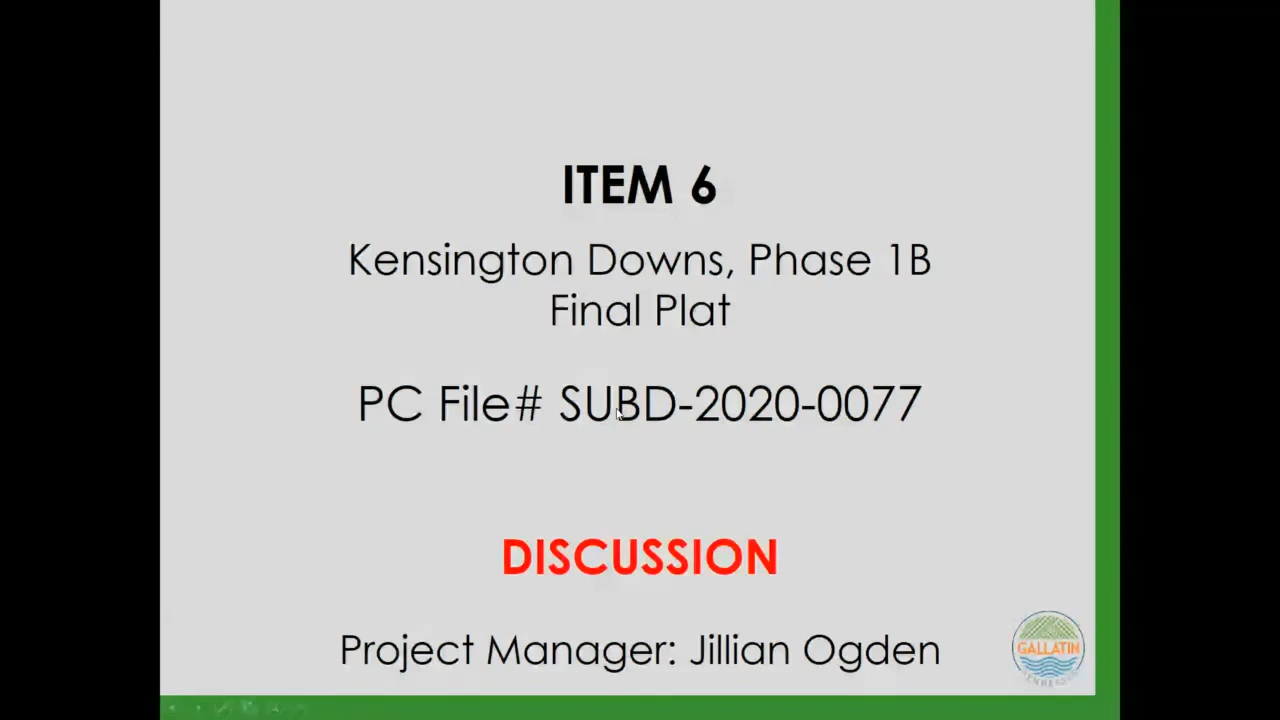 ITEM 6
Kensington Downs, Phase 1B
Final Plat
PC File# SUBD-2020-0077
DISCUSSION
Project Manager: Jillian Ogden
GALLATIN
TENNESSEE